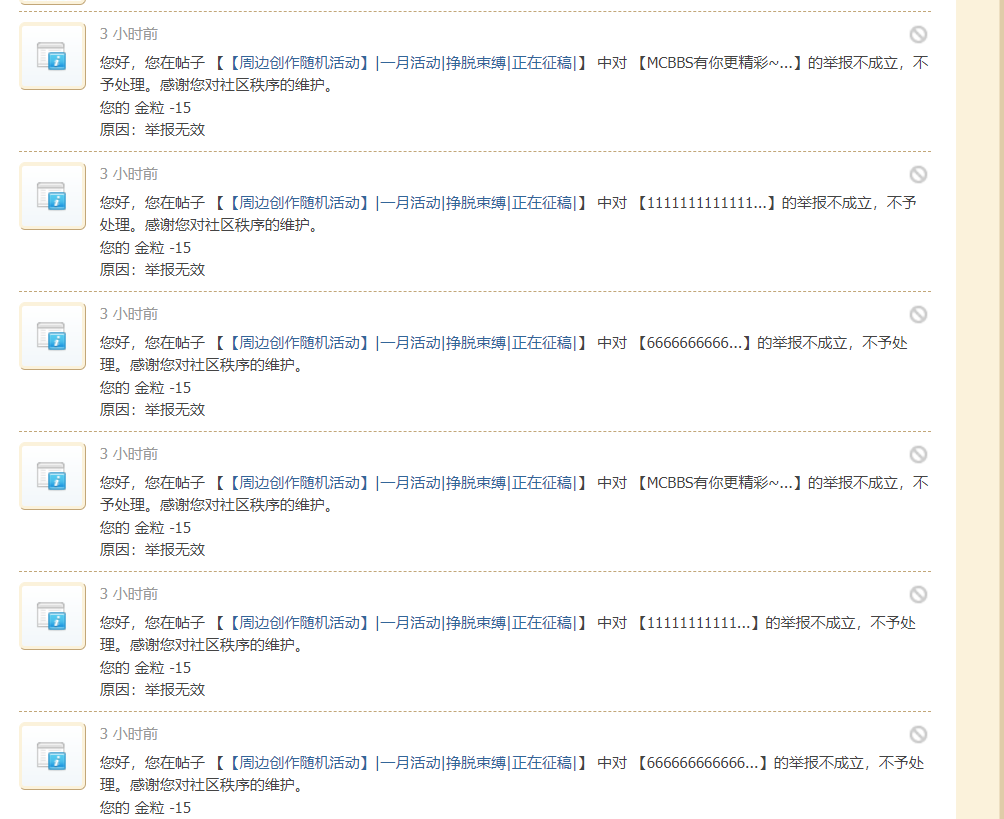 3 小时前
您好，您在帖子 【【周边创作随机活动】|一月活动|挣脱束缚|正在征稿|】 中对 【MCBBS有你更精彩~...】的举报不成立，不
予处理。感谢您对社区秩序的维护。
您的 金粒 -15
原因：举报无效
3 小时前
您好，您在帖子 【【周边创作随机活动】|一月活动|挣脱束缚|正在征稿|】 中对 【1111111111111...】的举报不成立，不予
处理。感谢您对社区秩序的维护。
您的 金粒 -15
原因：举报无效
3 小时前
您好，您在帖子 【【周边创作随机活动】|一月活动|挣脱束缚|正在征稿|】 中对 【6666666666...】的举报不成立，不予处
理。感谢您对社区秩序的维护。
您的 金粒 -15
原因：举报无效
3 小时前
您好，您在帖子 【【周边创作随机活动】|一月活动|挣脱束缚|正在征稿|】 中对 【MCBBS有你更精彩~...】的举报不成立，不
予处理。感谢您对社区秩序的维护。
您的 金粒 -15
原因：举报无效
3 小时前
您好，您在帖子 【【周边创作随机活动】|一月活动|挣脱束缚|正在征稿|】 中对 【11111111111...】的举报不成立，不予处
理。感谢您对社区秩序的维护。
您的 金粒 -15
原因：举报无效
3 小时前
您好，您在帖子 【【周边创作随机活动】|一月活动|挣脱束缚|正在征稿|】 中对 【666666666666...】的举报不成立，不予处
理。感谢您对社区秩序的维护。
您的 金粒 -15